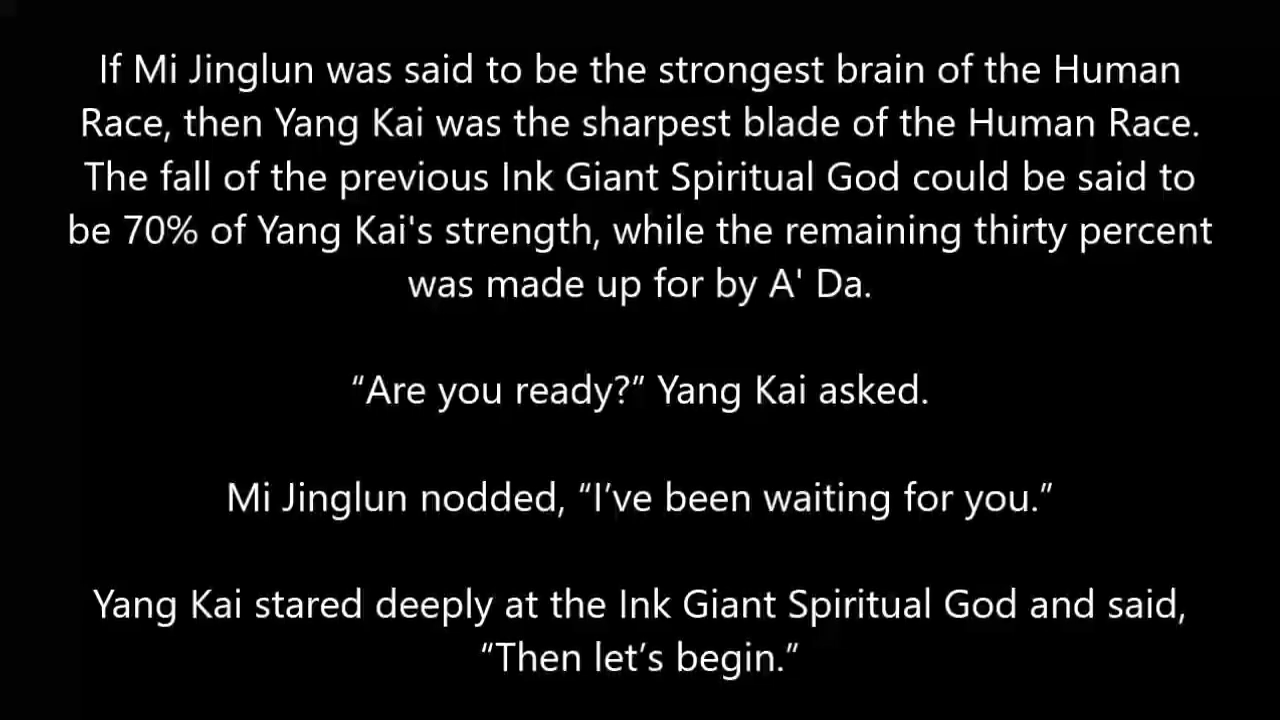 If Mi Jinglun was said to be the strongest brain of the Human
Race, then Yang Kai was the sharpest blade of the Human Race.
The fall of the previous Ink Giant Spiritual God could be said to
be 70% of Yang Kai's strength, while the remaining thirty percent
was made up for by A' Da.
“Are you ready?” Yang Kai asked.
Mi Jinglun nodded, “I’ve been waiting for you.”
Yang Kai stared deeply at the Ink Giant Spiritual God and said,
“Then let’s begin.”